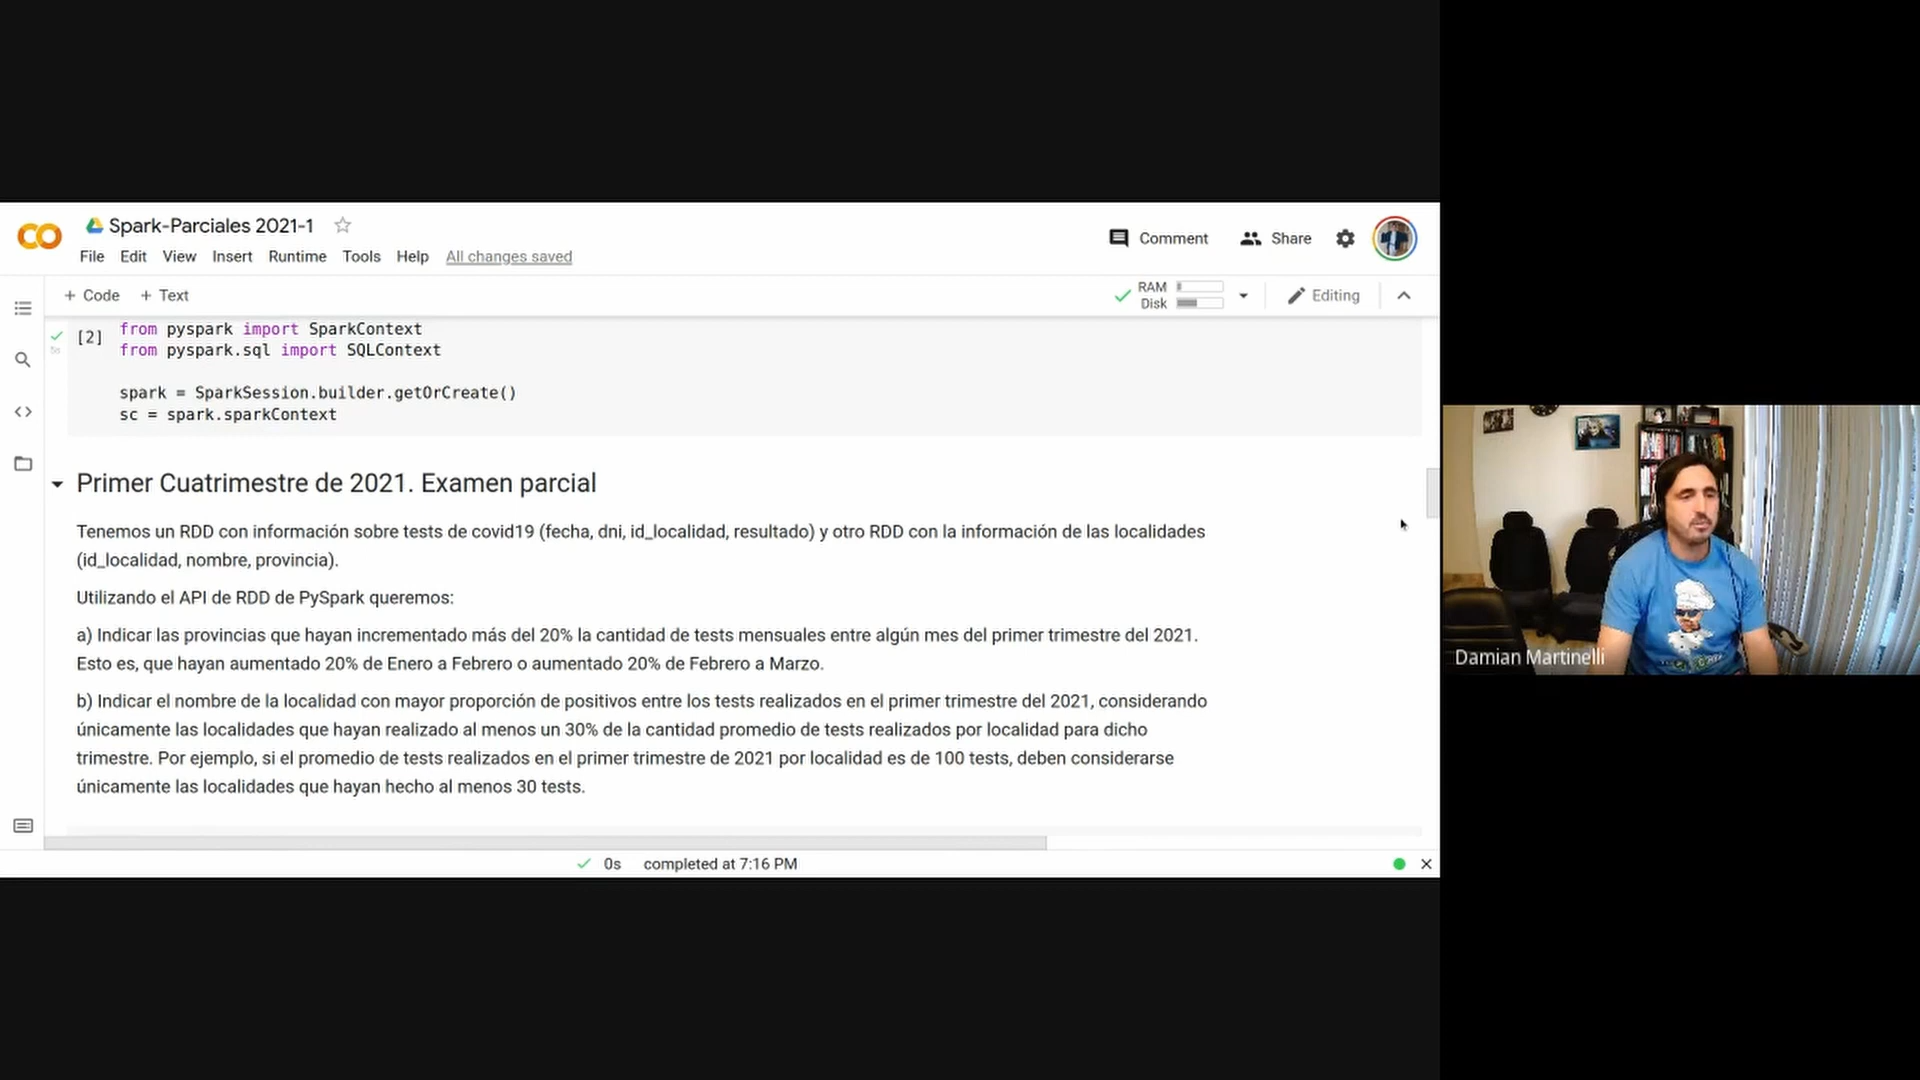 Spark-Parciales 2021-1
Comment
Share
File Edit View Insert Runtime Tools Help All changes saved
+ Code + Text
RAM
Disk
Editing
[2]
from pyspark import SparkContext
from pyspark.sql import SQLContext
spark = SparkSession.builder.getOrCreate()
sc = spark.sparkContext
Primer Cuatrimestre de 2021. Examen parcial
Tenemos un RDD con información sobre tests de covid19 (fecha, dni, id_localidad, resultado) y otro RDD con la información de las localidades
(id_localidad, nombre, provincia).
Utilizando el API de RDD de PySpark queremos:
a) Indicar las provincias que hayan incrementado más del 20% la cantidad de tests mensuales entre algún mes del primer trimestre del 2021.
Esto es, que hayan aumentado 20% de Enero a Febrero o aumentado 20% de Febrero a Marzo.
b) Indicar el nombre de la localidad con mayor proporción de positivos entre los tests realizados en el primer trimestre del 2021, considerando
únicamente las localidades que hayan realizado al menos un 30% de la cantidad promedio de tests realizados por localidad para dicho
trimestre. Por ejemplo, si el promedio de tests realizados en el primer trimestre de 2021 por localidad es de 100 tests, deben considerarse
únicamente las localidades que hayan hecho al menos 30 tests.
0s completed at 7:16 PM
Damian Martinelli